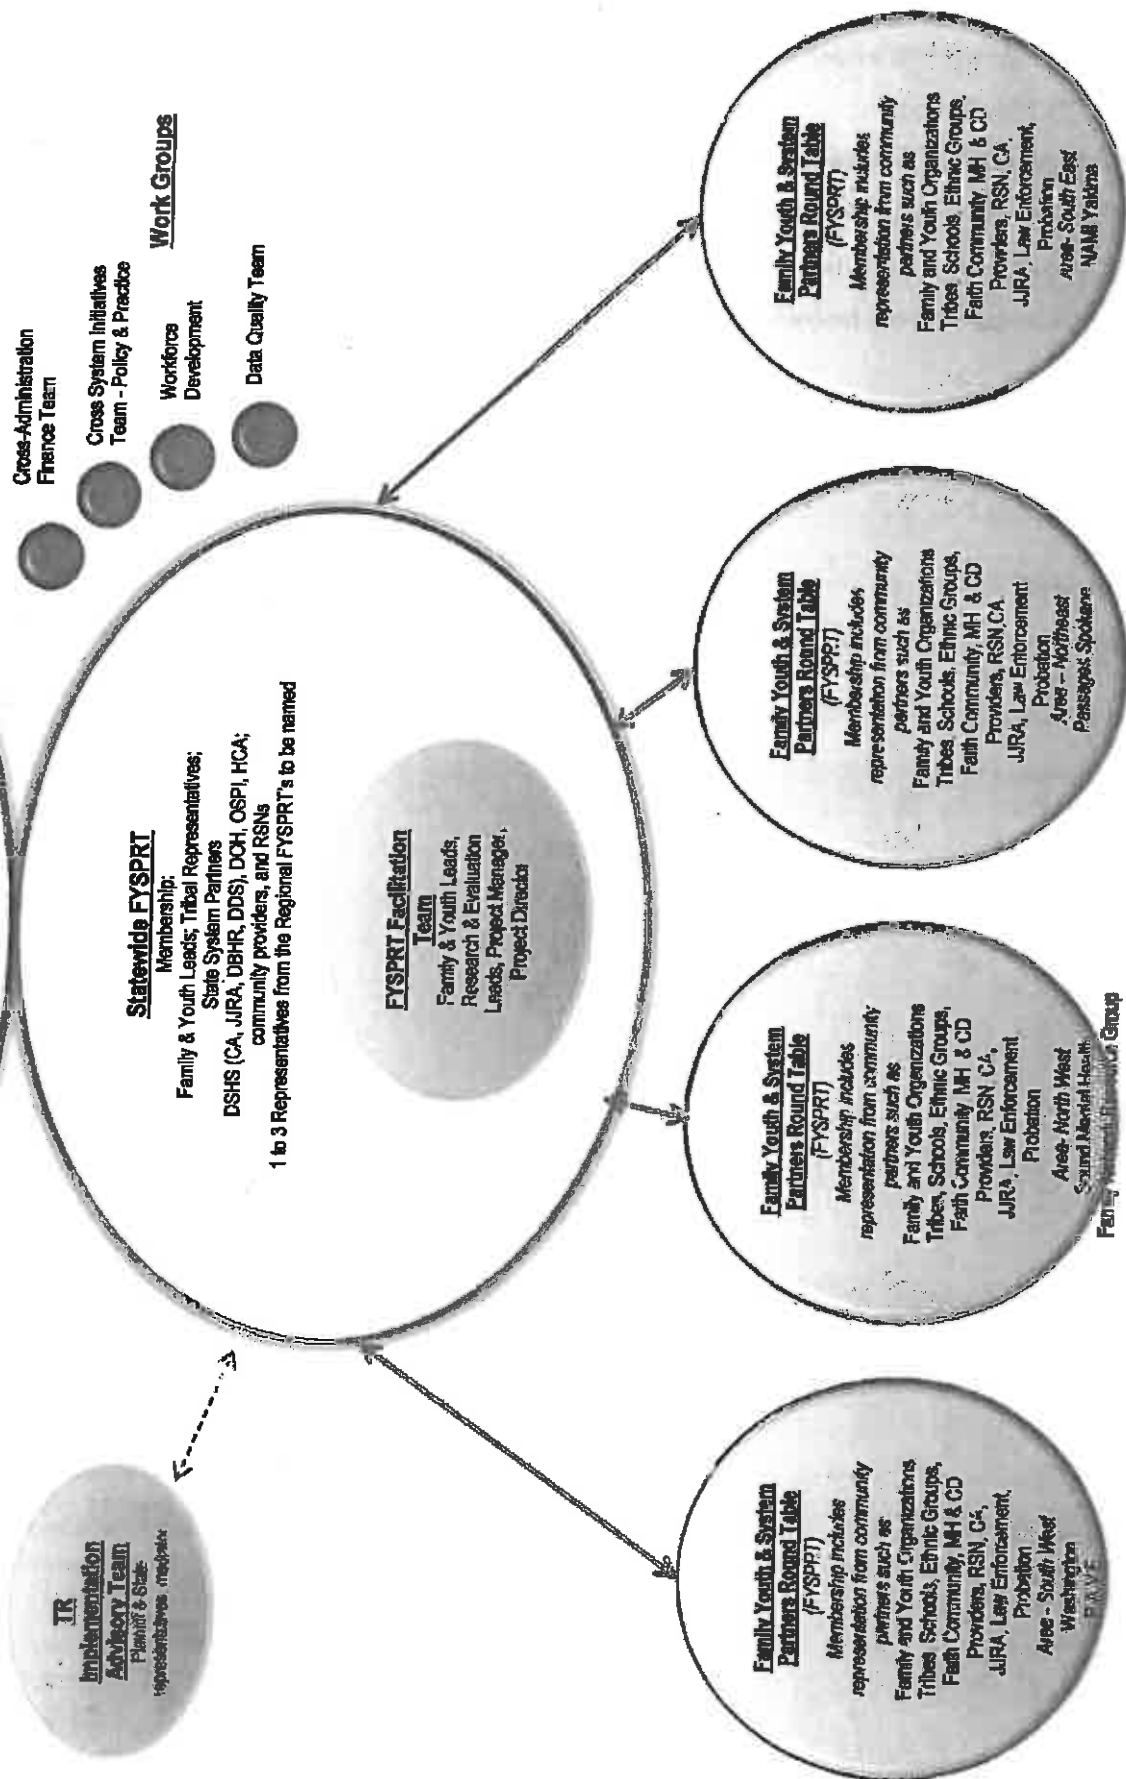 TR
Implementation
Advisory Team
Plaintiff & State
representatives, mediator
Cross-Administration
Finance Team
Cross System Initiatives
Team - Policy & Practice
Workforce
Development
Data Quality Team
Work Groups
Statewide FYSPRT
Membership:
Family & Youth Leads; Tribal Representatives;
State System Partners
DSHS (CA, JJRA, DBHR, DDS), DOH, OSPI, HCA;
community providers, and RSNs
1 to 3 Representatives from the Regional FYSPRT's to be named
FYSPRT Facilitation
Team
Family & Youth Leads,
Research & Evaluation
Leads, Project Manager,
Project Director
Family Youth & System
Partners Round Table
(FYSPRT)
Membership includes
representation from community
partners such as
Family and Youth Organizations
Tribes, Schools, Ethnic Groups,
Faith Community, MH & CD
Providers, RSN, CA,
JJRA, Law Enforcement,
Probation
Area - South West
Washington
Family Youth & System
Partners Round Table
(FYSPRT)
Membership includes
representation from community
partners such as
Family and Youth Organizations
Tribes, Schools, Ethnic Groups,
Faith Community, MH & CD
Providers, RSN, CA,
JJRA, Law Enforcement
Probation
Area- North West
Sound Mental Health
Group
Family Youth & System
Partners Round Table
(FYSPRT)
Membership includes
representation from community
partners such as
Family and Youth Organizations
Tribes, Schools, Ethnic Groups,
Faith Community, MH & CD
Providers, RSN,CA
JJRA, Law Enforcement
Probation
Area - Northeast
Passages Spokane
Family Youth & System
Partners Round Table
(FYSPRT)
Membership includes
representation from community
partners such as
Family and Youth Organizations
Tribes, Schools, Ethnic Groups,
Faith Community, MH & CD
Providers, RSN, CA,
JJRA, Law Enforcement,
Probation
Area- South East
NAMI Yakima